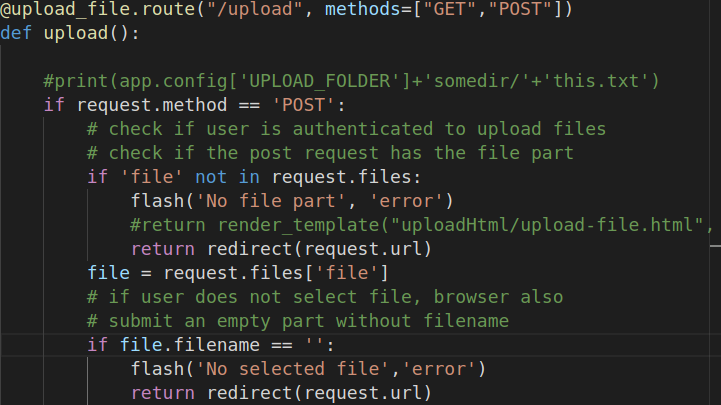 @upload_file.route("/upload", methods=["GET","POST"])
def upload():
#print(app.config['UPLOAD_FOLDER']+'somedir/'+'this.txt')
if request.method == 'POST':
# check if user is authenticated to upload files
# check if the post request has the file part
if 'file' not in request.files:
flash('No file part', 'error')
#return render_template("uploadHtml/upload-file.html",
return redirect(request.url)
file = request.files['file']
# if user does not select file, browser also
# submit an empty part without filename
if file.filename == '':
flash('No selected file','error')
return redirect(request.url)